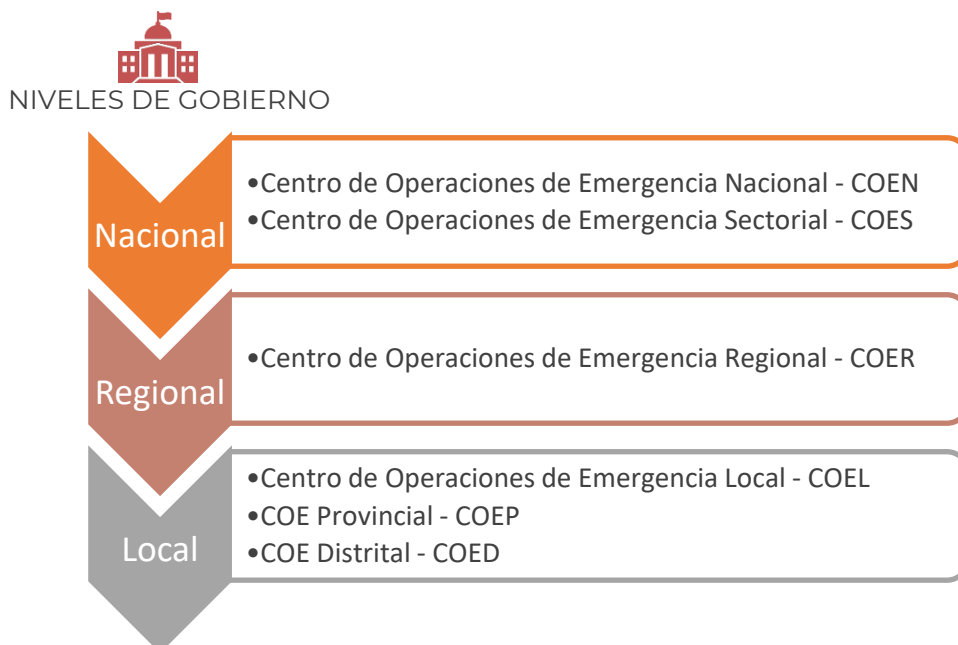 NIVELES DE GOBIERNO
Nacional
•Centro de Operaciones de Emergencia Nacional - COEN
•Centro de Operaciones de Emergencia Sectorial - COES
Regional
•Centro de Operaciones de Emergencia Regional - COER
Local
•Centro de Operaciones de Emergencia Local - COEL
•COE Provincial - COEP
•COE Distrital - COED